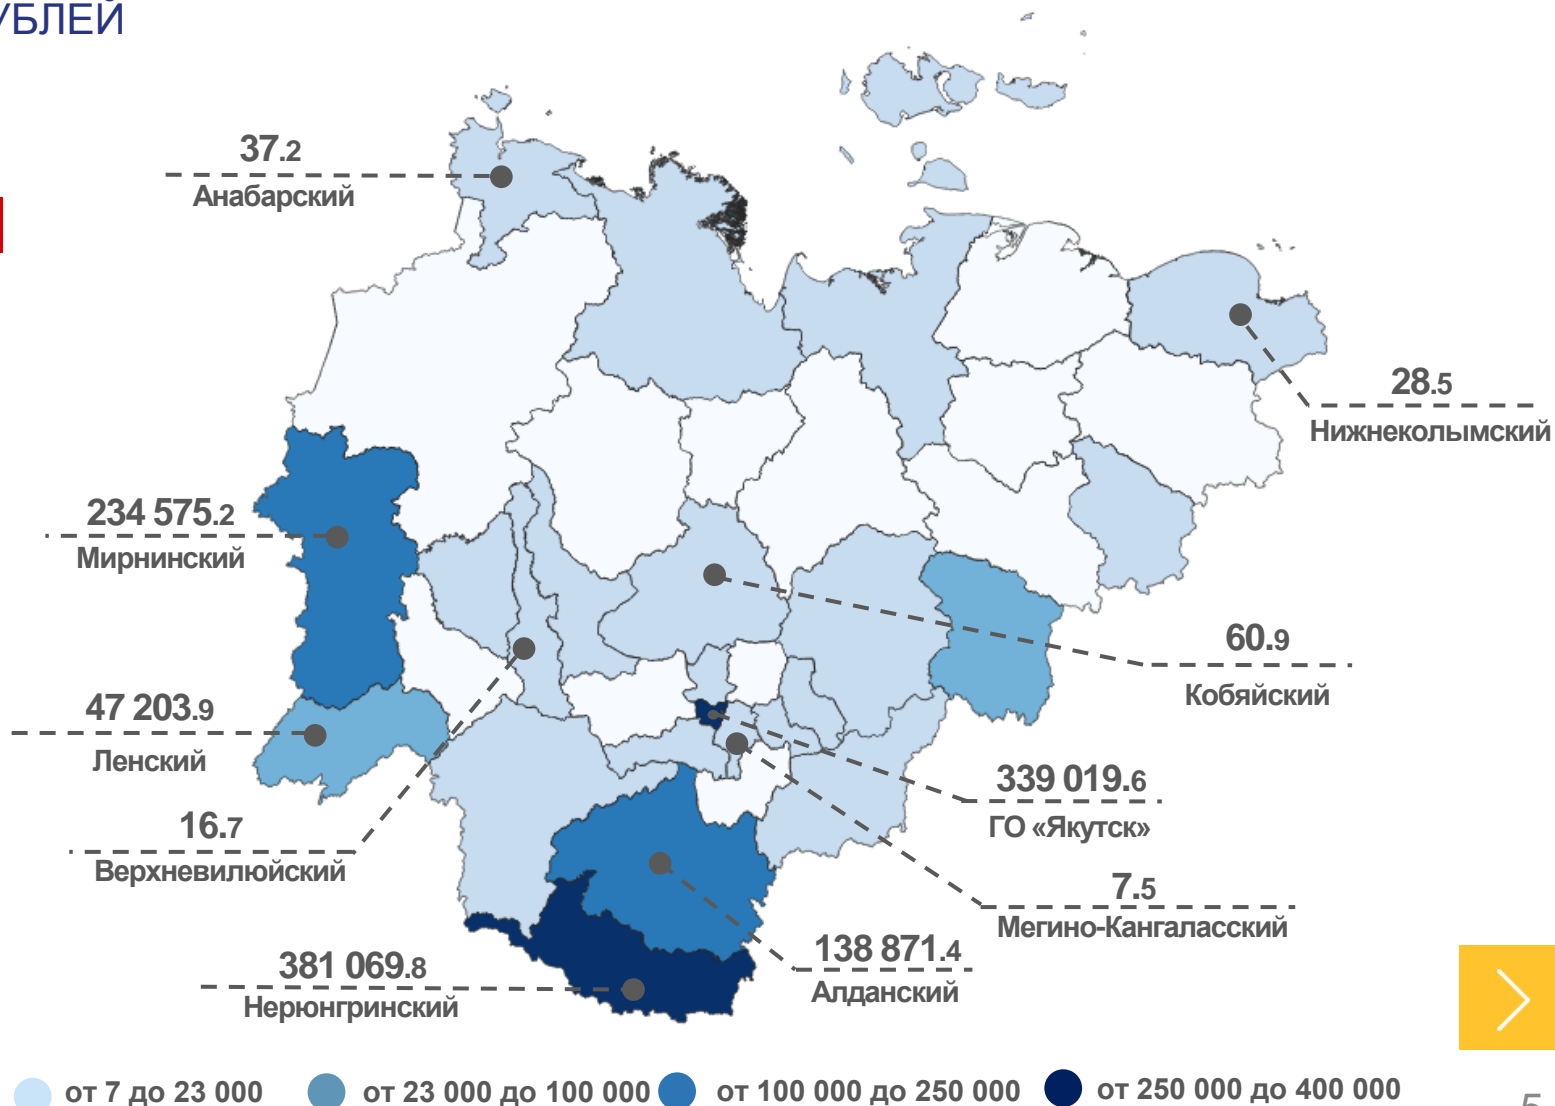 УБЛЕЙ
37.2
Анабарский
28.5
Нижнеколымский
234 575.2
Мирнинский
60.9
Кобяйский
47 203.9
Ленский
339 019.6
ГО «Якутск»
16.7
Верхневилюйский
7.5
Мегино-Кангаласский
138 871.4
Алданский
381 069.8
Нерюнгринский
от 7 до 23 000
от 23 000 до 100 000
от 100 000 до 250 000
от 250 000 до 400 000
5